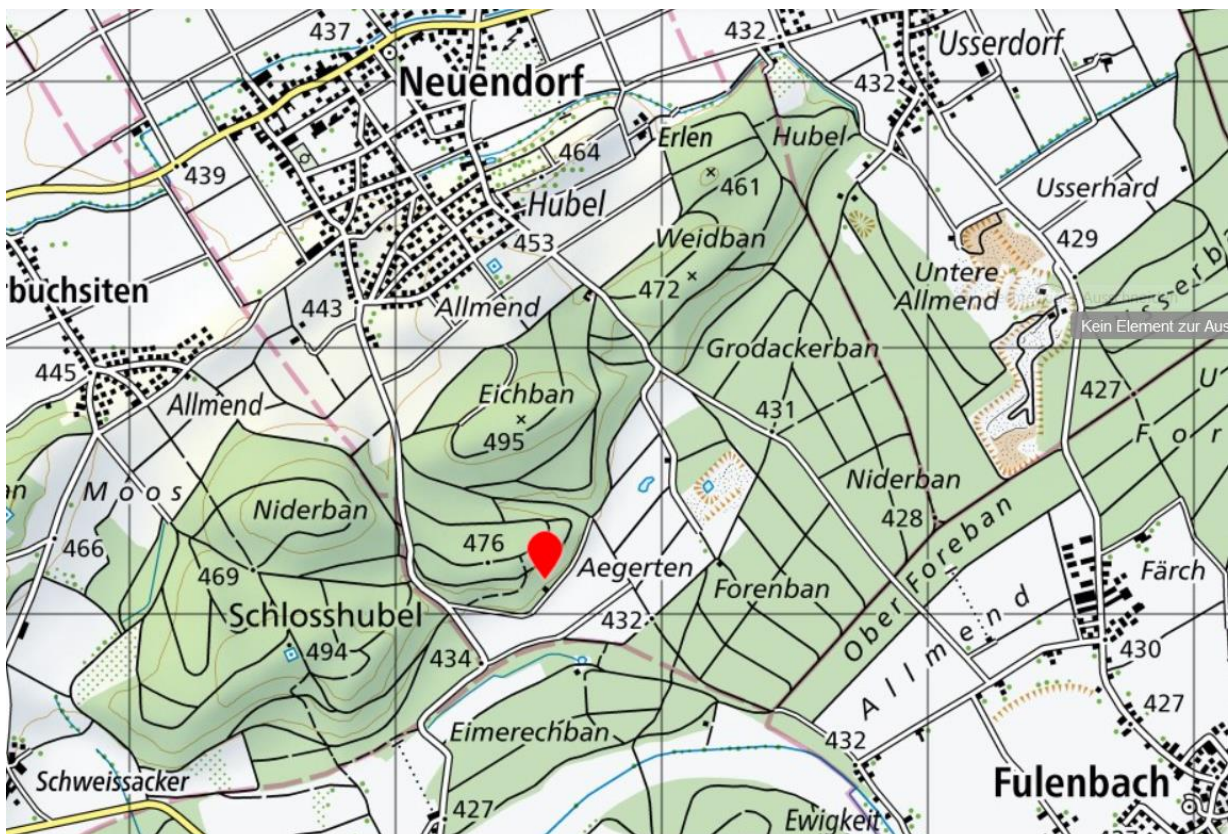 437
432
Usserdorf
Neuendorf
432
Erlen
Hubel
464
439
461
Usserhard
Hubel
453
Weidban
429
buchsiten
472
Untere
Allmend
Allmend
443
Kein Element zur Aus
Grodackerban
445
427
U
Allmend
Eichban
431
For
495
Moos
Niderban
Niderban
476
428
466
469
Aegerten
Färch
Forenban
Ober Foreban
Schlosshubel
432
494
434
430
Allmend
427
Eimerechban
432
Schweissacker
Fulenbach
427
Ewigkeit